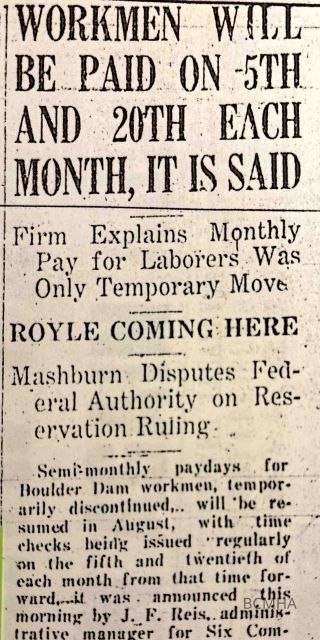 WORKMEN WILL
BE PAID ON 5TH
AND 20TH EACH
MONTH, IT IS SAID
Firm Explains Monthly
Pay for Laborers Was
Only Temporary Move
ROYLE COMING HERE
Mashburn Disputes Fed-
eral Authority on Res-
ervation Ruling
Semi-monthly paydays for
Boulder Dam workmen, tempor-
arily discontinued, will be re-
sumed in August, with time
checks being issued regularly
on the fifth and twentieth of
each month from that time for-
ward, it was announced this
morning by J. F. Reis, adminis-
trative manager for Six Com-
BCMHA